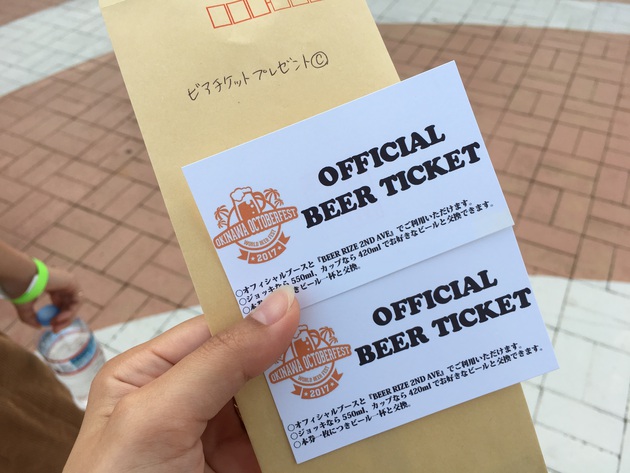 ビアチケットプレゼント©
OFFICIAL
BEER TICKET
OKINAWA OCTOBERFEST
WORLD BEER FEST
2017
○オフィシャルブースと『BEER RIZE 2ND AVE』でご利用いただけます。
○ジョッキなら550ml、カップなら420mlでお好きなビールと交換できます。
OFFICIAL
BEER TICKET
OKINAWA OCTOBERFEST
WORLD BEER FEST
2017
○オフィシャルブースと『BEER RIZE 2ND AVE』でご利用いただけます。
○ジョッキなら550ml、カップなら420mlでお好きなビールと交換できます。
○本券一枚につきビール一杯と交換。